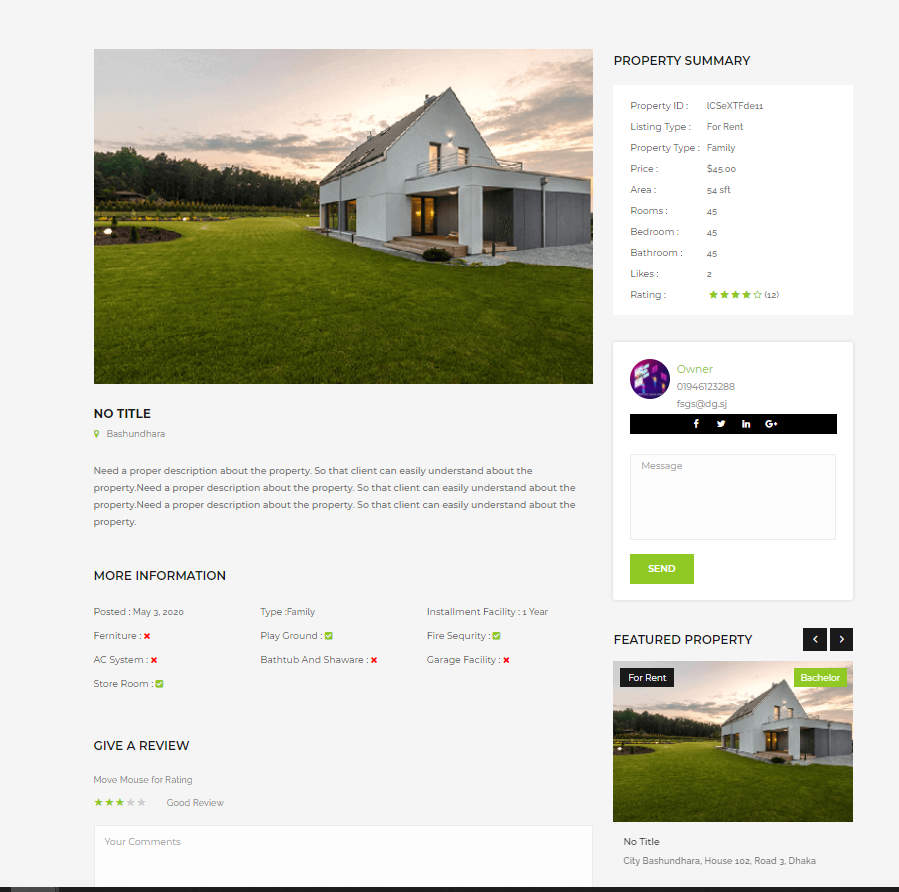 NO TITLE
Bashundhara
Need a proper description about the property. So that client can easily understand about the
property.Need a proper description about the property. So that client can easily understand about the
property.Need a proper description about the property. So that client can easily understand about the
property.
MORE INFORMATION
Posted : May 3, 2020
Type :Family
Installment Facility : 1 Year
Ferniture :
Play Ground :
Fire Sequrity :
AC System :
Bathtub And Shaware :
Garage Facility :
Store Room :
GIVE A REVIEW
Move Mouse for Rating
Good Review
Your Comments
PROPERTY SUMMARY
Property ID : lCSeXTFde11
Listing Type : For Rent
Property Type : Family
Price : $45.00
Area : 54 sft
Rooms : 45
Bedroom : 45
Bathroom : 45
Likes : 2
Rating : (12)
Owner
01946123288
fsgs@dg.sj
Message
SEND
FEATURED PROPERTY
For Rent
Bachelor
No Title
City Bashundhara, House 102, Road 3, Dhaka